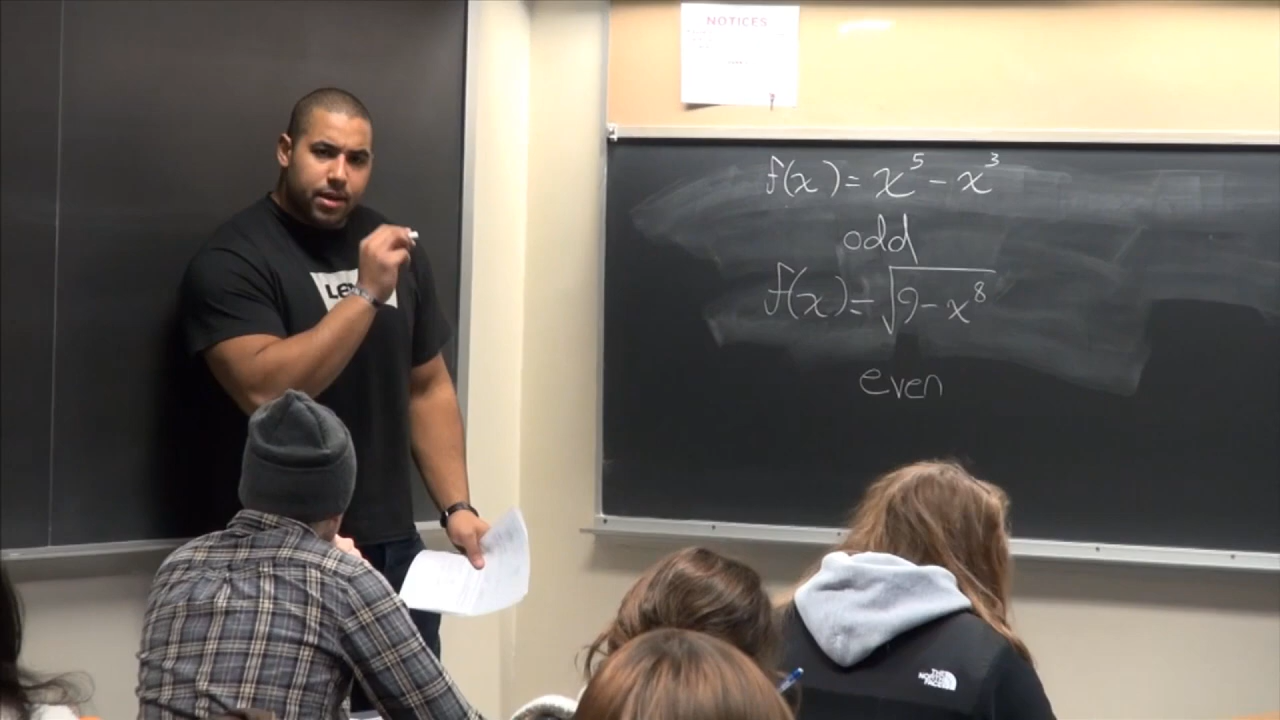 NOTICES
LEV
f(x) = x⁵ - x³
odd
f(x) = √9 - x⁸
even
THE
NORTH
FACE